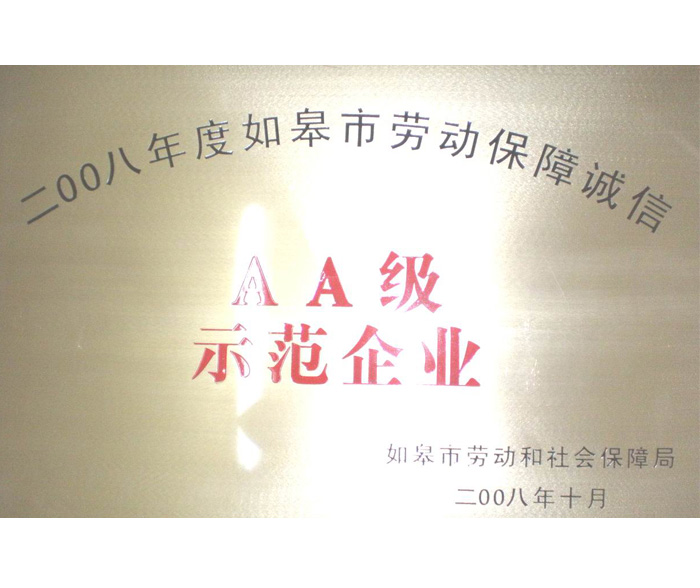 二00八年度如皋市劳动保障诚信
AA级
示范企业
如皋市劳动和社会保障局
二00八年十月